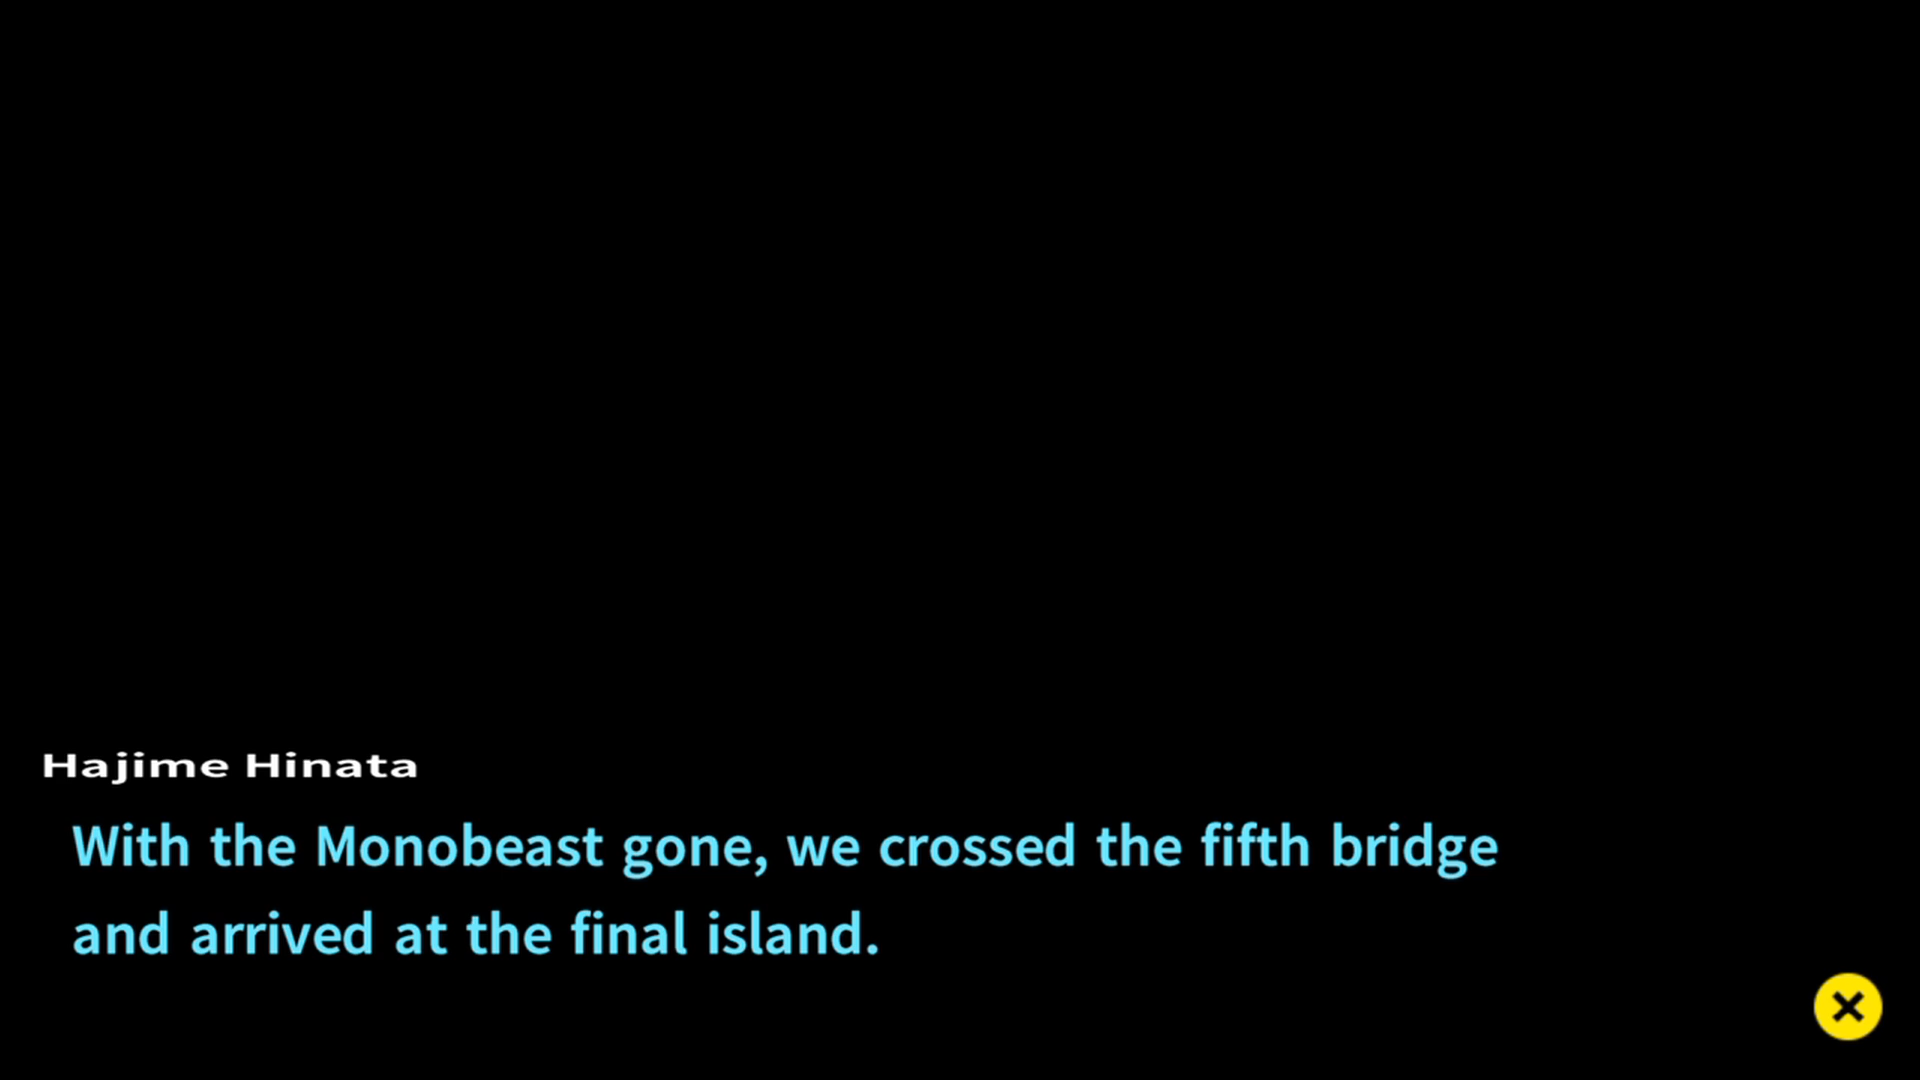 Hajime Hinata
With the Monobeast gone, we crossed the fifth bridge
and arrived at the final island.